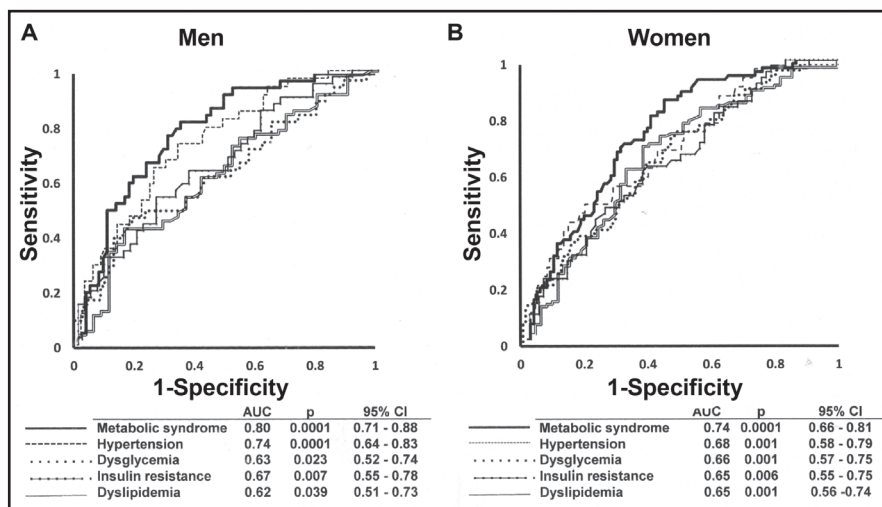 A Men
Sensitivity
1
0.8
0.6
0.4
0.2
0
0 0.2 0.4 0.6 0.8 1
1-Specificity
AUC p 95% CI
Metabolic syndrome 0.80 0.0001 0.71 - 0.88
Hypertension 0.74 0.0001 0.64 - 0.83
Dysglycemia 0.63 0.023 0.52 - 0.74
Insulin resistance 0.67 0.007 0.55 - 0.78
Dyslipidemia 0.62 0.039 0.51 - 0.73
B Women
Sensitivity
1
0.8
0.6
0.4
0.2
0
0 0.2 0.4 0.6 0.8 1
1-Specificity
AUC p 95% CI
Metabolic syndrome 0.74 0.0001 0.66 - 0.81
Hypertension 0.68 0.001 0.58 - 0.79
Dysglycemia 0.66 0.001 0.57 - 0.75
Insulin resistance 0.65 0.006 0.55 - 0.75
Dyslipidemia 0.65 0.001 0.56 -0.74